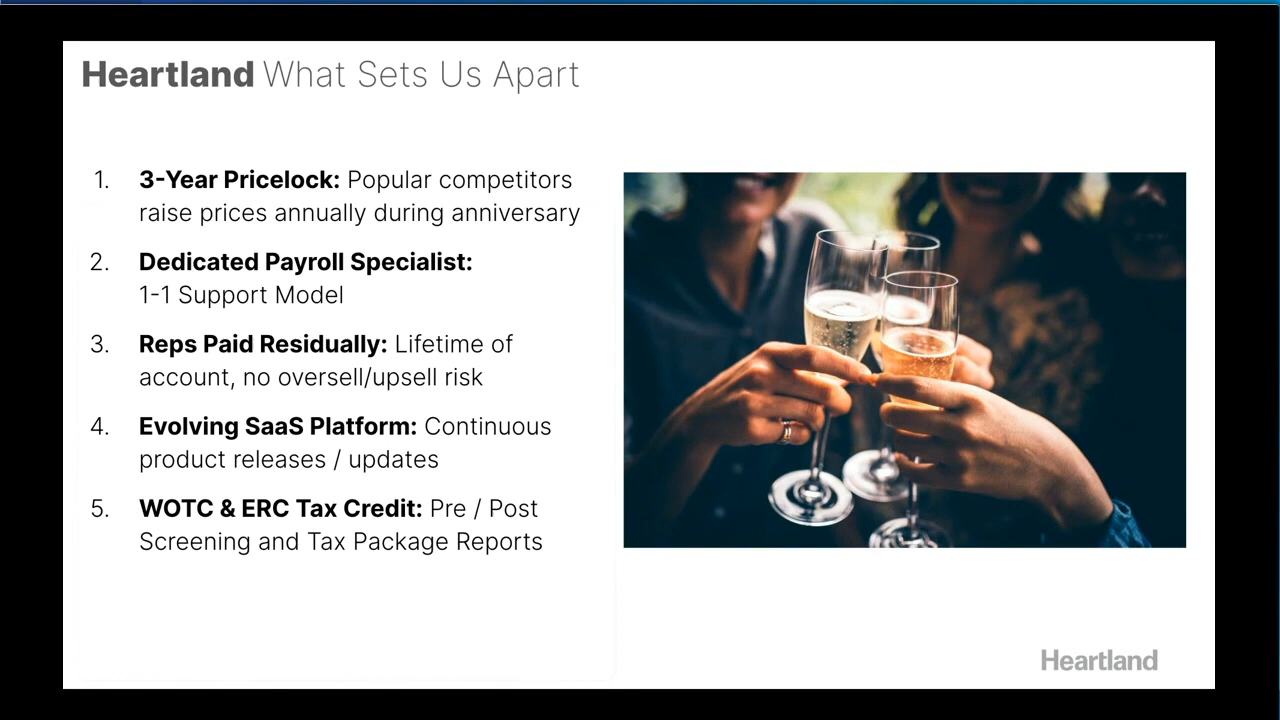 Heartland What Sets Us Apart
1. 3-Year Pricelock: Popular competitors
raise prices annually during anniversary
2. Dedicated Payroll Specialist:
1-1 Support Model
3. Reps Paid Residually: Lifetime of
account, no oversell/upsell risk
4. Evolving SaaS Platform: Continuous
product releases / updates
5. WOTC & ERC Tax Credit: Pre / Post
Screening and Tax Package Reports
Heartland